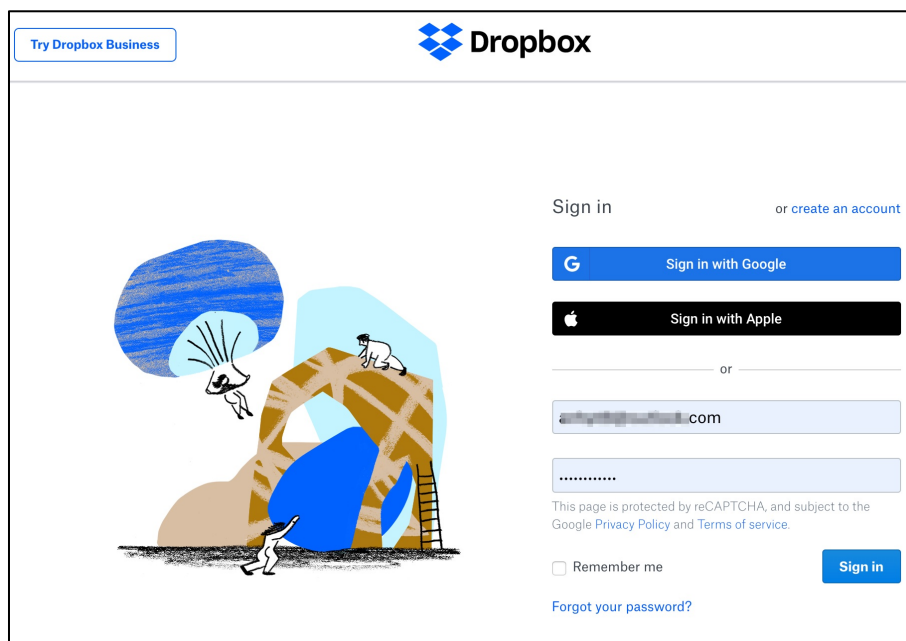 Try Dropbox Business
Dropbox
Sign in
or create an account
Sign in with Google
Sign in with Apple
or
com
............
This page is protected by reCAPTCHA, and subject to the
Google Privacy Policy and Terms of service.
Remember me
Sign in
Forgot your password?